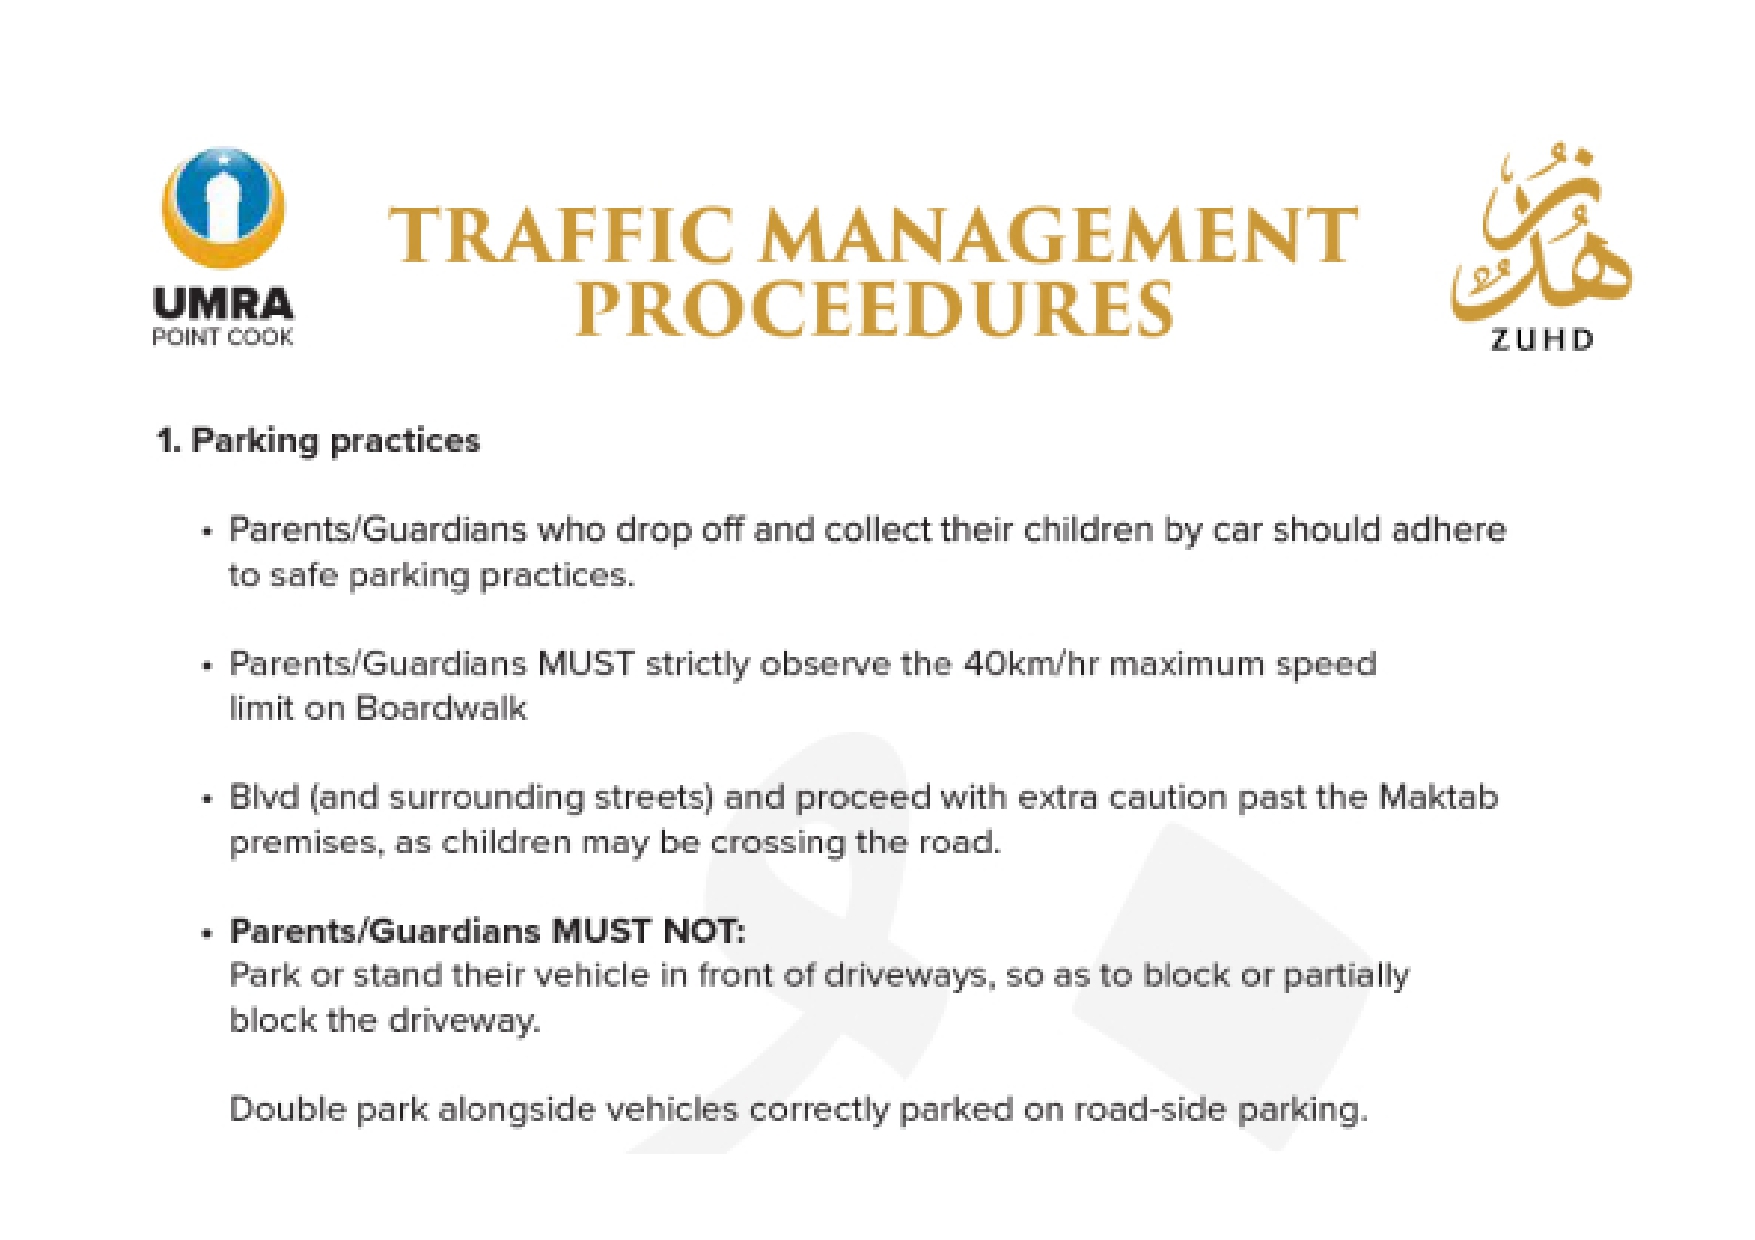 UMRA
POINT COOK
TRAFFIC MANAGEMENT
PROCEEDURES
زهد
ZUHD
1. Parking practices
• Parents/Guardians who drop off and collect their children by car should adhere
to safe parking practices.
• Parents/Guardians MUST strictly observe the 40km/hr maximum speed
limit on Boardwalk
• Blvd (and surrounding streets) and proceed with extra caution past the Maktab
premises, as children may be crossing the road.
• Parents/Guardians MUST NOT:
Park or stand their vehicle in front of driveways, so as to block or partially
block the driveway.
Double park alongside vehicles correctly parked on road-side parking.